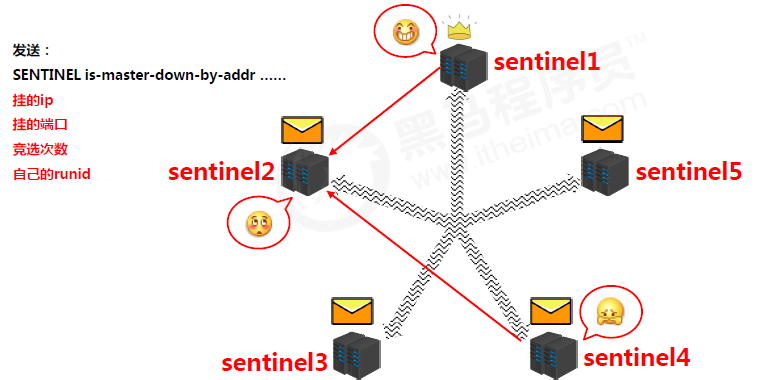 发送：
SENTINEL is-master-down-by-addr ……
挂的ip
挂的端口
竞选次数
自己的runid
sentinel1
sentinel2
sentinel5
sentinel3
sentinel4
黑马程序员™
www.itheima.com